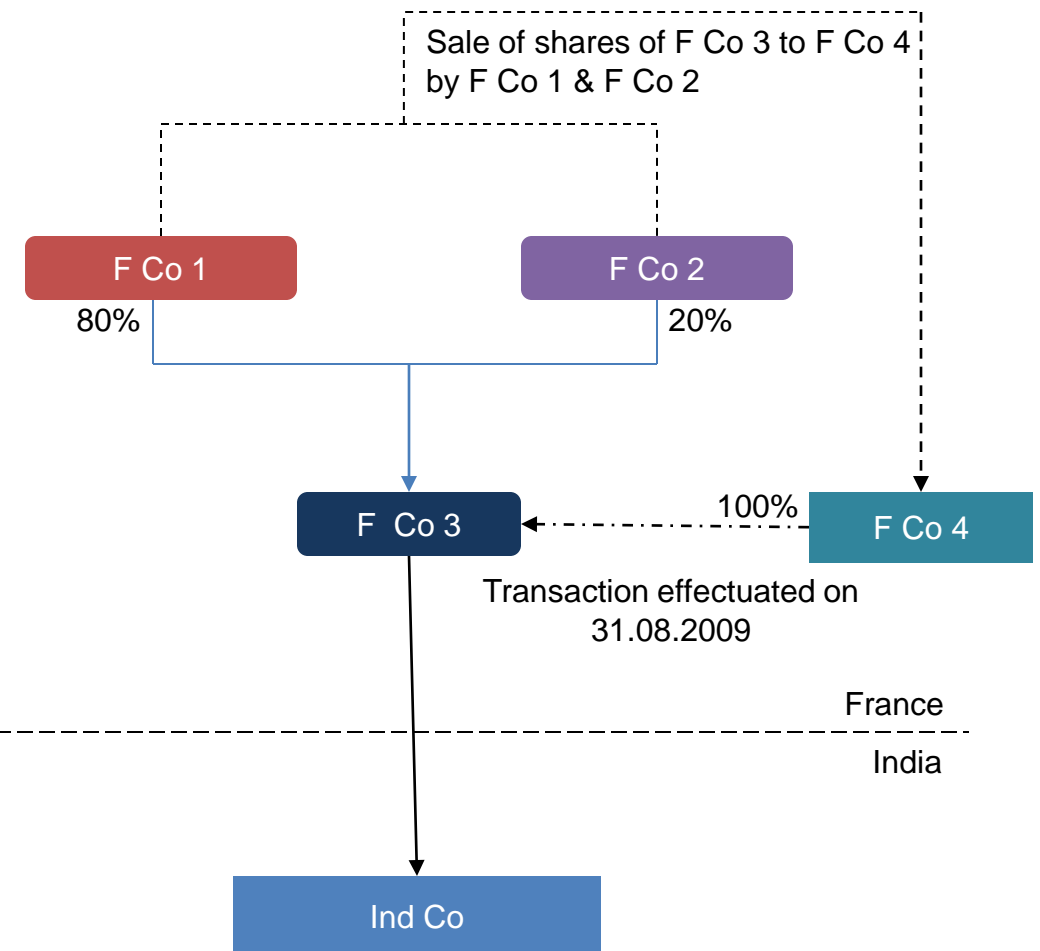 Sale of shares of F Co 3 to F Co 4
by F Co 1 & F Co 2
F Co 1
F Co 2
80%
20%
F Co 3
100%
F Co 4
Transaction effectuated on
31.08.2009
France
India
Ind Co